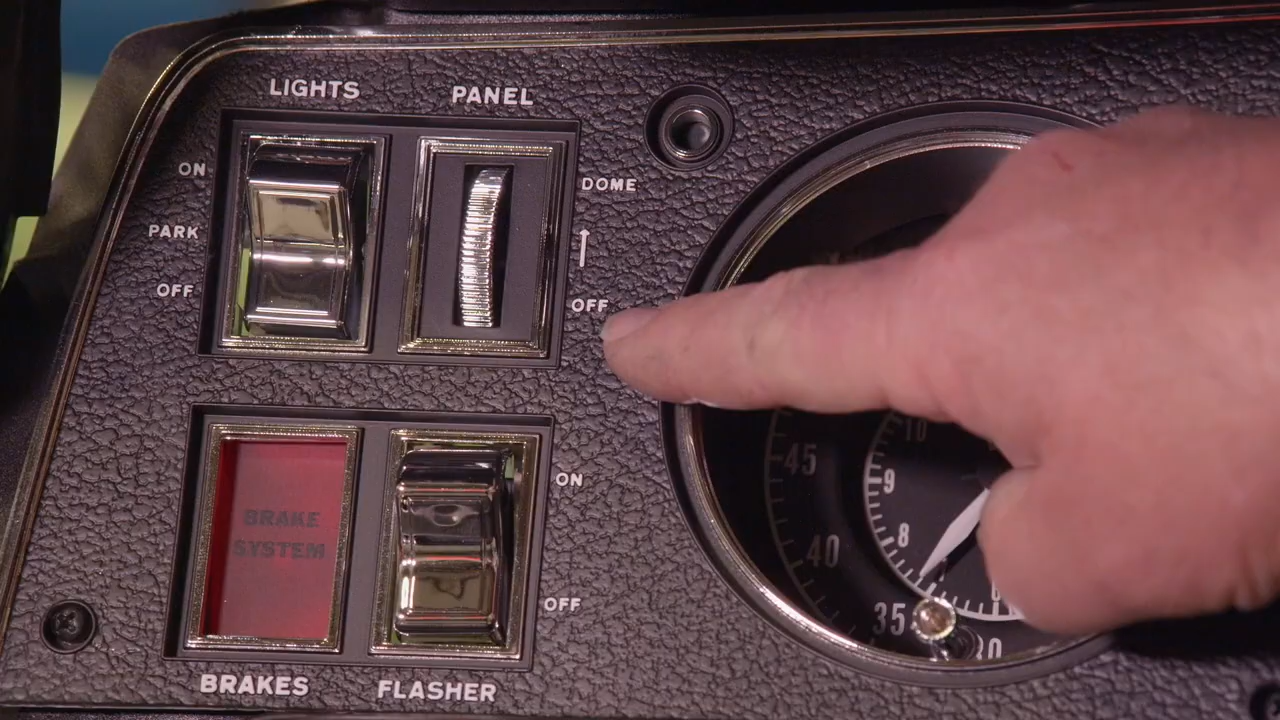 LIGHTS
PANEL
ON
PARK
OFF
DOME
OFF
BRAKE
SYSTEM
ON
OFF
BRAKES
FLASHER
45
40
35
30
10
9
8